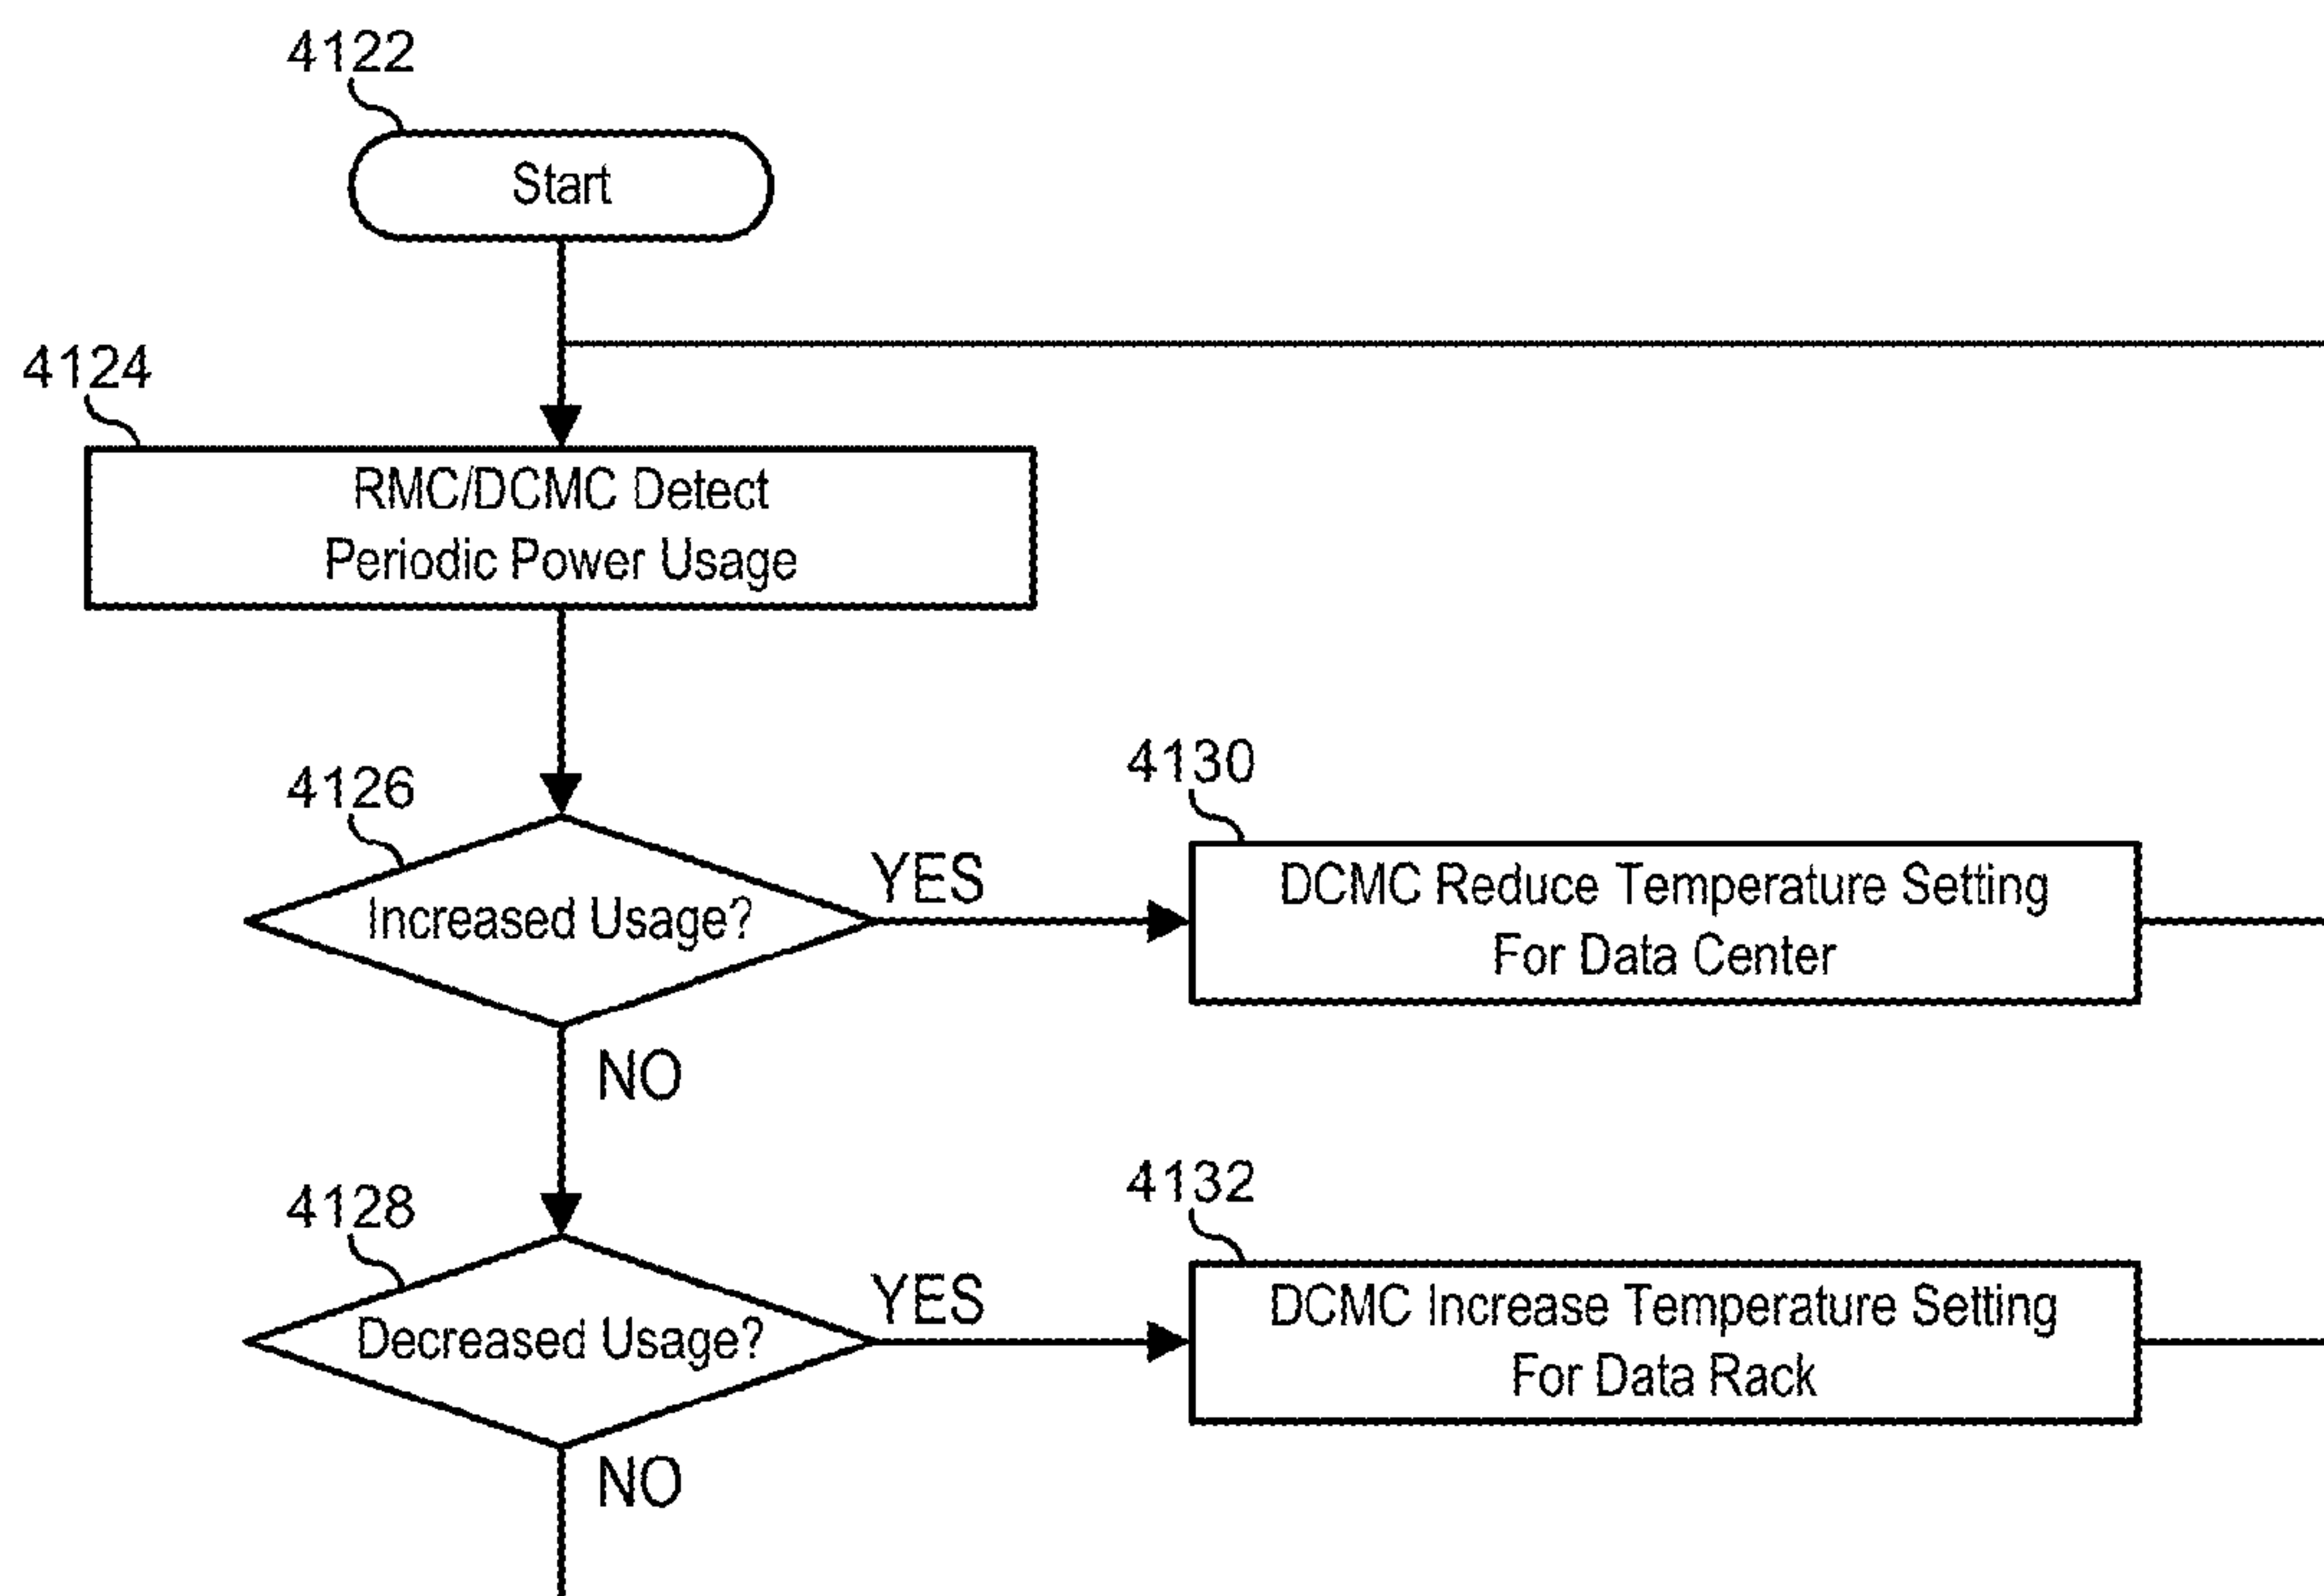 4122
Start
4124
RMC/DCMC Detect
Periodic Power Usage
4126
Increased Usage?
YES
NO
4130
DCMC Reduce Temperature Setting
For Data Center
4128
Decreased Usage?
YES
NO
4132
DCMC Increase Temperature Setting
For Data Rack